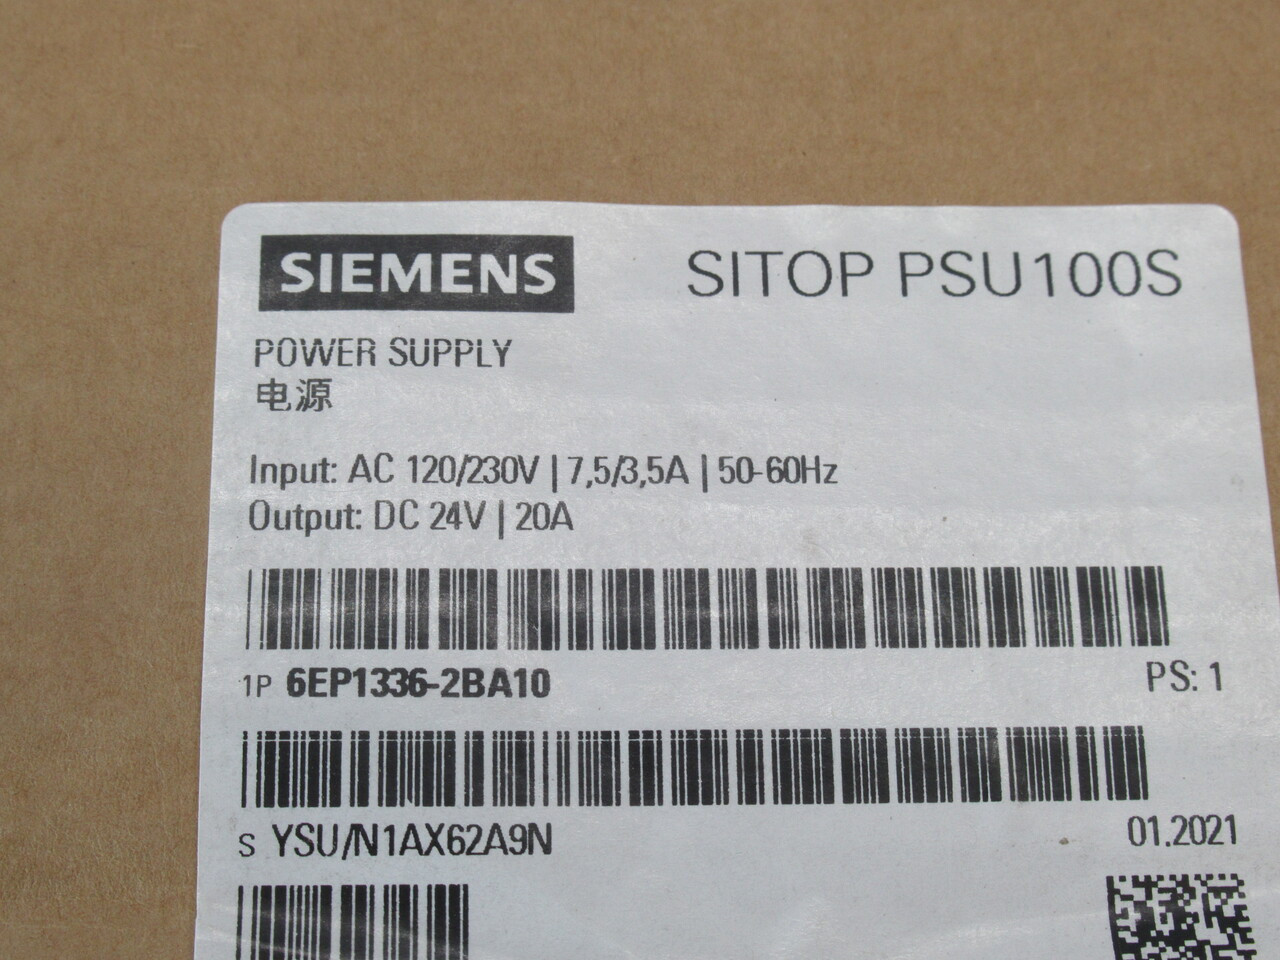 SIEMENS SITOP PSU100S
POWER SUPPLY
电源
Input: AC 120/230V | 7,5/3,5A | 50-60Hz
Output: DC 24V | 20A
1P 6EP1336-2BA10 PS: 1
S YSU/N1AX62A9N 01.2021